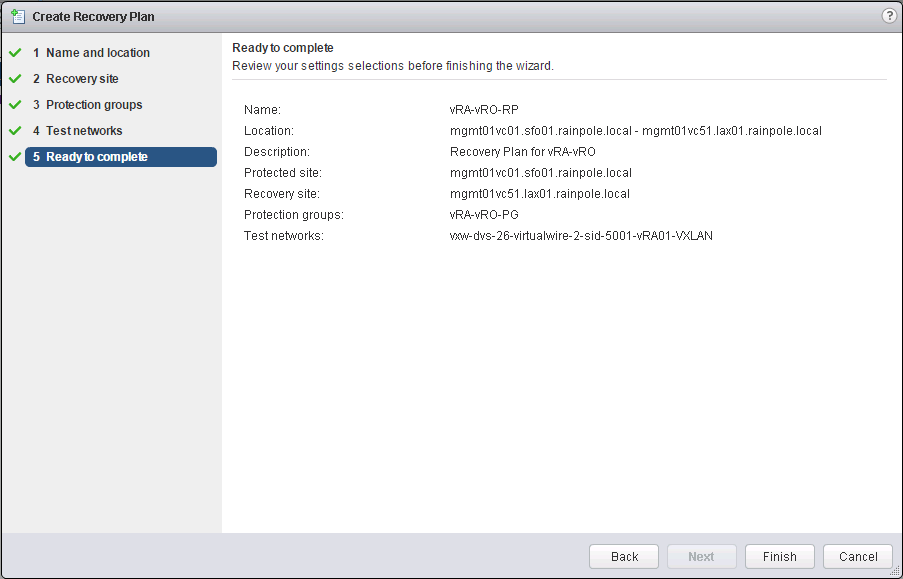 Create Recovery Plan
?
1 Name and location
2 Recovery site
3 Protection groups
4 Test networks
5 Ready to complete
Ready to complete
Review your settings selections before finishing the wizard.
Name: vRA-vRO-RP
Location: mgmt01vc01.sfo01.rainpole.local - mgmt01vc51.lax01.rainpole.local
Description: Recovery Plan for vRA-vRO
Protected site: mgmt01vc01.sfo01.rainpole.local
Recovery site: mgmt01vc51.lax01.rainpole.local
Protection groups: vRA-vRO-PG
Test networks: vxw-dvs-26-virtualwire-2-sid-5001-vRA01-VXLAN
Back Next Finish Cancel